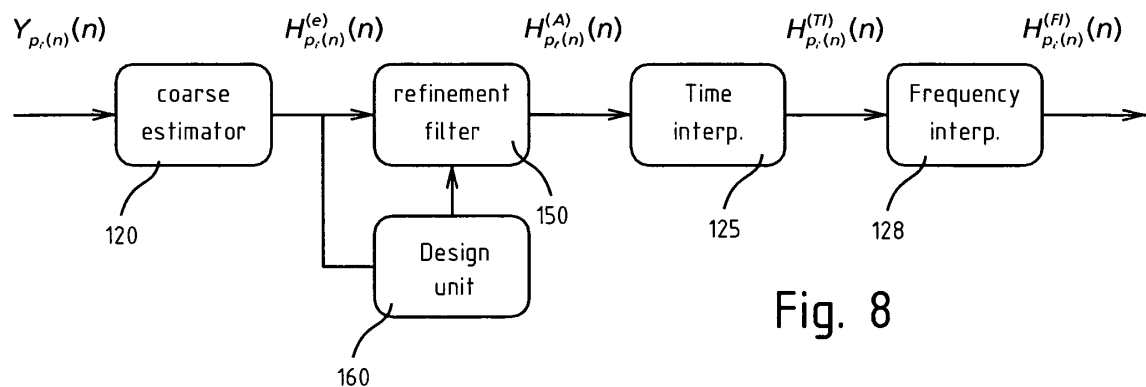 Y_{p_r(n)}(n) H^{(e)}_{p_r(n)}(n) H^{(A)}_{p_r(n)}(n) H^{(TI)}_{p_r(n)}(n) H^{(FI)}_{p_r(n)}(n)
coarse
estimator
refinement
filter
Time
interp.
Frequency
interp.
120
150
125
128
Design
unit
160
Fig. 8